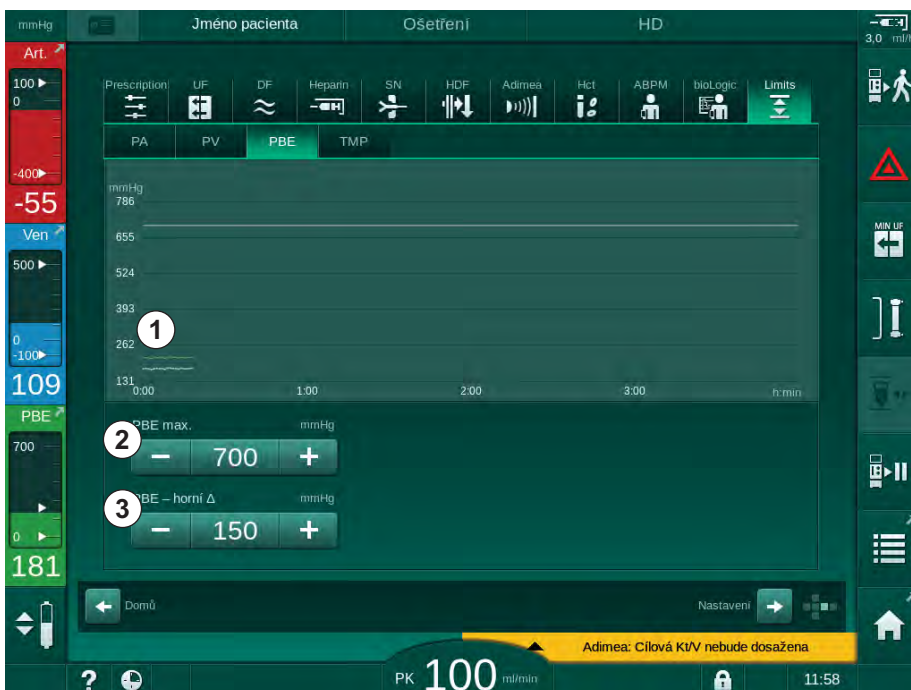 mmHg Jméno pacienta Ošetření HD
3,0 ml/h
Art.
100
0
-400
-55
Ven
500
0
-100
109
PBE
700
0
181
Prescription UF DF Heparin SN HDF Adimea Hct ABPM bioLogic Limits
PA PV PBE TMP
mmHg
786
655
524
393
262
131
0:00 1:00 2:00 3:00 h:min
1
2
PBE max. mmHg
− 700 +
3
PBE – horní Δ mmHg
− 150 +
MIN UF
Domů Nastavení
Adimea: Cílová Kt/V nebude dosažena
? PK 100 ml/min 11:58